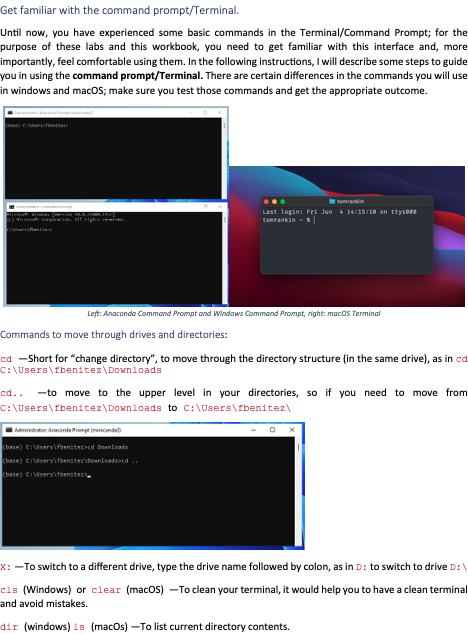 Get familiar with the command prompt/Terminal.
Until now, you have experienced some basic commands in the Terminal/Command Prompt; for the
purpose of these labs and this workbook, you need to get familiar with this interface and, more
importantly, feel comfortable using them. In the following instructions, I will describe some steps to guide
you in using the command prompt/Terminal. There are certain differences in the commands you will use
in windows and macOS; make sure you test those commands and get the appropriate outcome.
Administrator: Anaconda Prompt (miniconda3)
(base) C:\Users\fbenitez>
Administrator: Command Prompt
Microsoft Windows
(c) Microsoft Corporation. All rights reserved.
C:\Users\fbenitez>
tomrankin
Last login: Fri Jun 4 14:15:10 on ttys000
tomrankin ~ %
Left: Anaconda Command Prompt and Windows Command Prompt, right: macOS Terminal
Commands to move through drives and directories:
cd —Short for "change directory", to move through the directory structure (in the same drive), as in cd
C:\Users\fbenitez\Downloads
cd.. —to move to the upper level in your directories, so if you need to move from
C:\Users\fbenitez\Downloads to C:\Users\fbenitez\
Administrator: Anaconda Prompt (miniconda3)
(base) C:\Users\fbenitez>cd Downloads
(base) C:\Users\fbenitez\Downloads>cd ..
(base) C:\Users\fbenitez>
X: —To switch to a different drive, type the drive name followed by colon, as in D: to switch to drive D:\
cls (Windows) or clear (macOS) —To clean your terminal, it would help you to have a clean terminal
and avoid mistakes.
dir (windows) ls (macOs) —To list current directory contents.